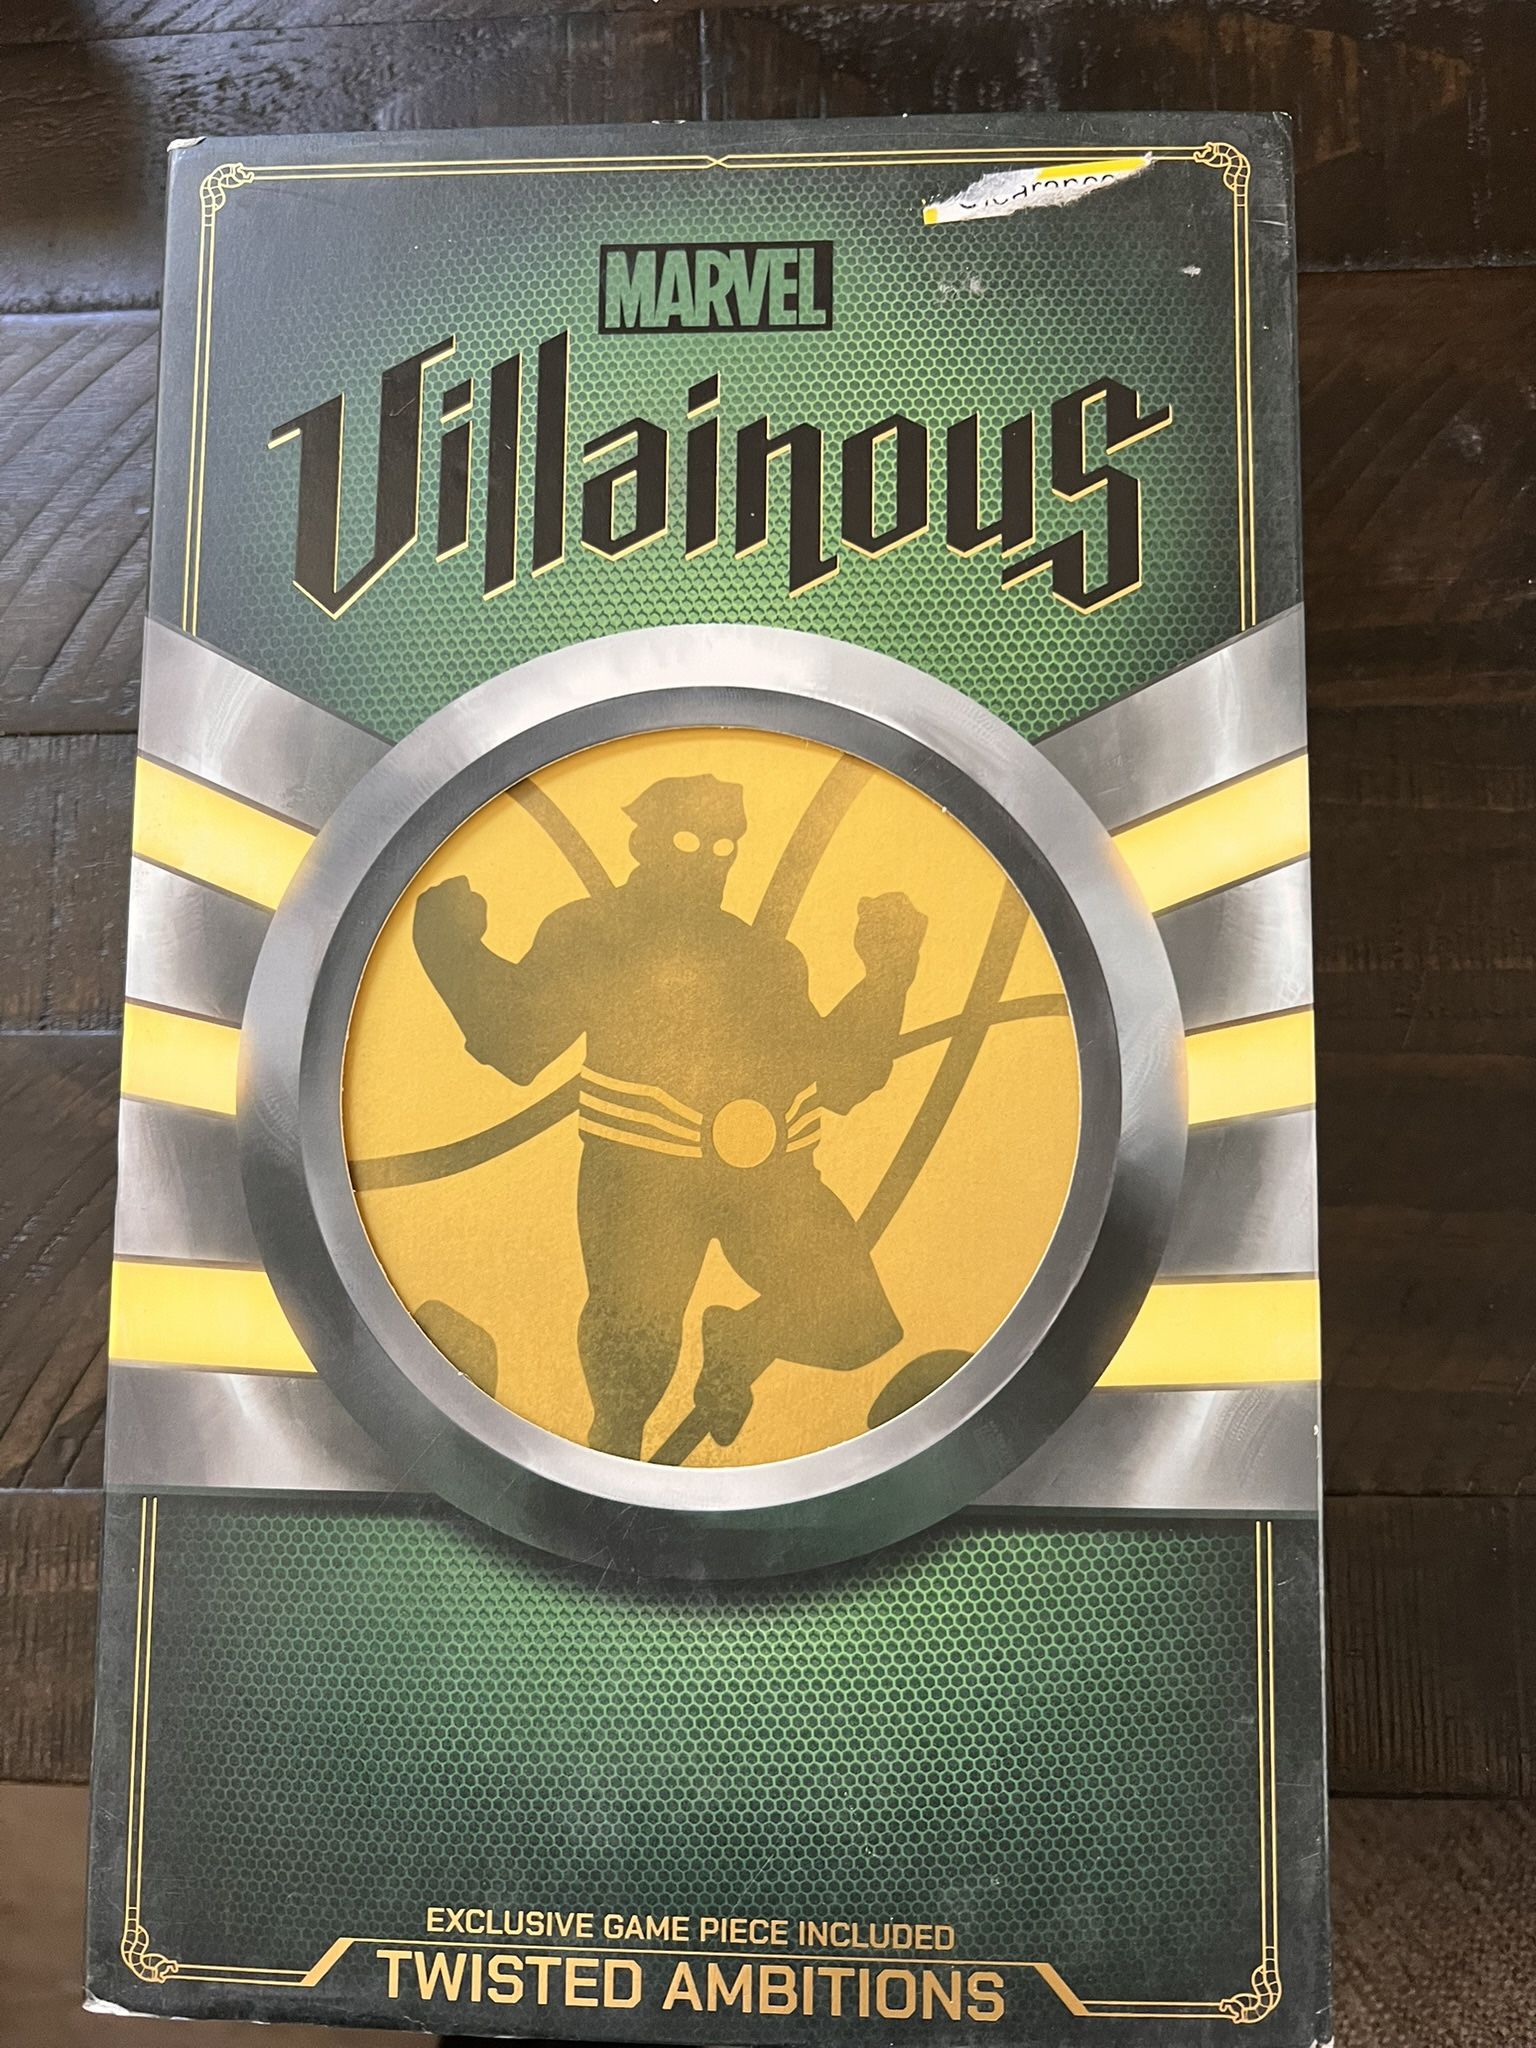 MARVEL
Villainous
EXCLUSIVE GAME PIECE INCLUDED
TWISTED AMBITIONS